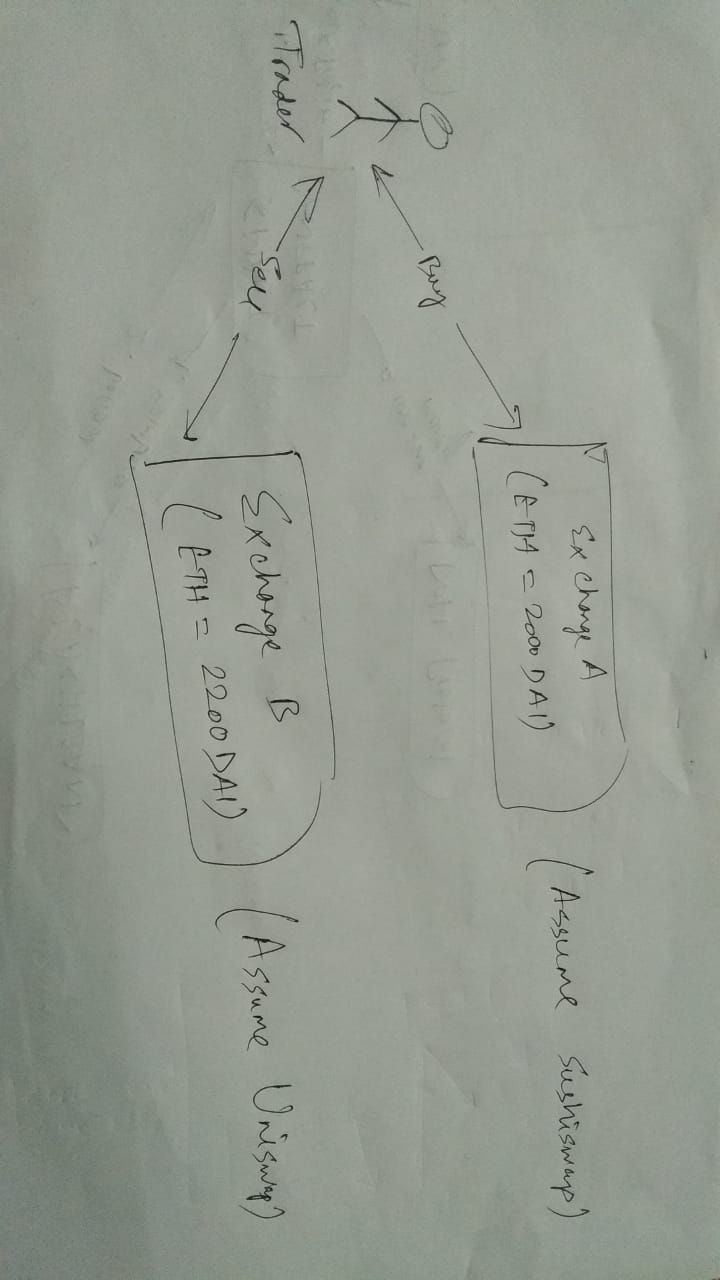 Exchange A
(ETH = 2000 DAI)
(Assume Sushiswap)
Buy
Trader
Sell
Exchange B
(ETH = 2200 DAI)
(Assume Uniswap)